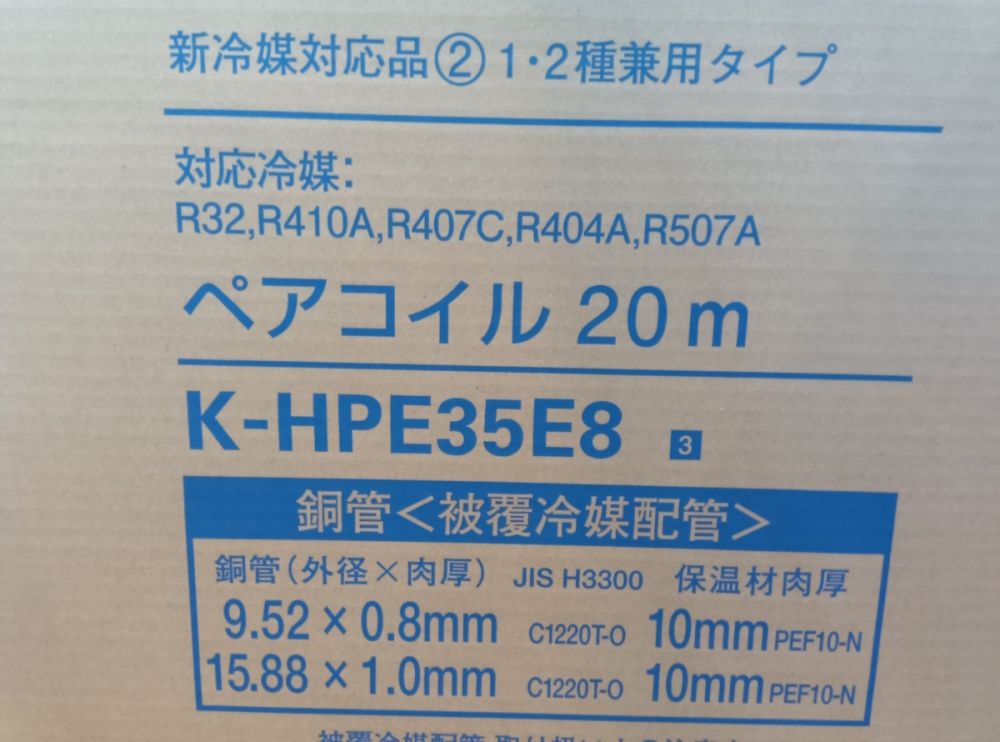 新冷媒対応品② 1・2種兼用タイプ
対応冷媒:
R32,R410A,R407C,R404A,R507A
ペアコイル 20m
K-HPE35E8 3
銅管<被覆冷媒配管>
銅管(外径×肉厚) JIS H3300 保温材肉厚
9.52×0.8mm C1220T-O 10mm PEF10-N
15.88×1.0mm C1220T-O 10mm PEF10-N